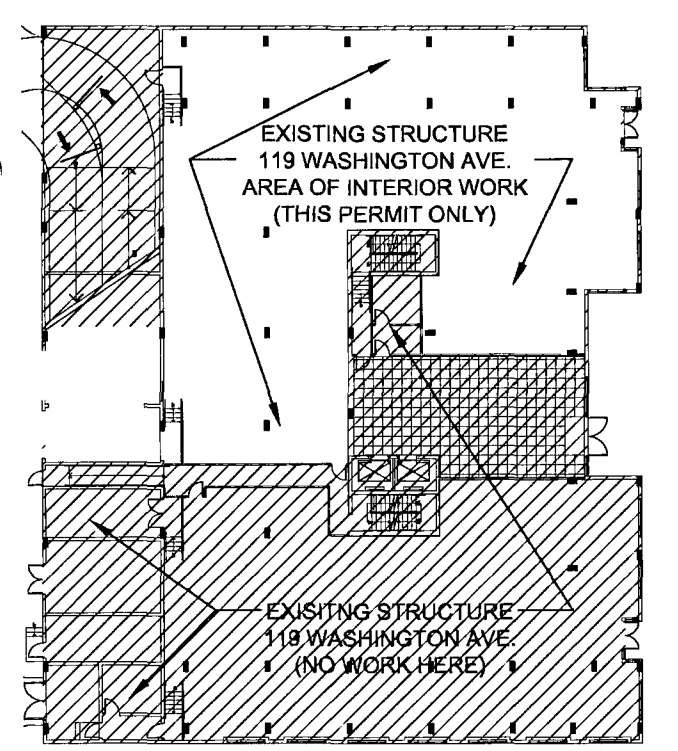 EXISTING STRUCTURE
119 WASHINGTON AVE.
AREA OF INTERIOR WORK
(THIS PERMIT ONLY)
EXISITNG STRUCTURE
119 WASHINGTON AVE.
(NO WORK HERE)